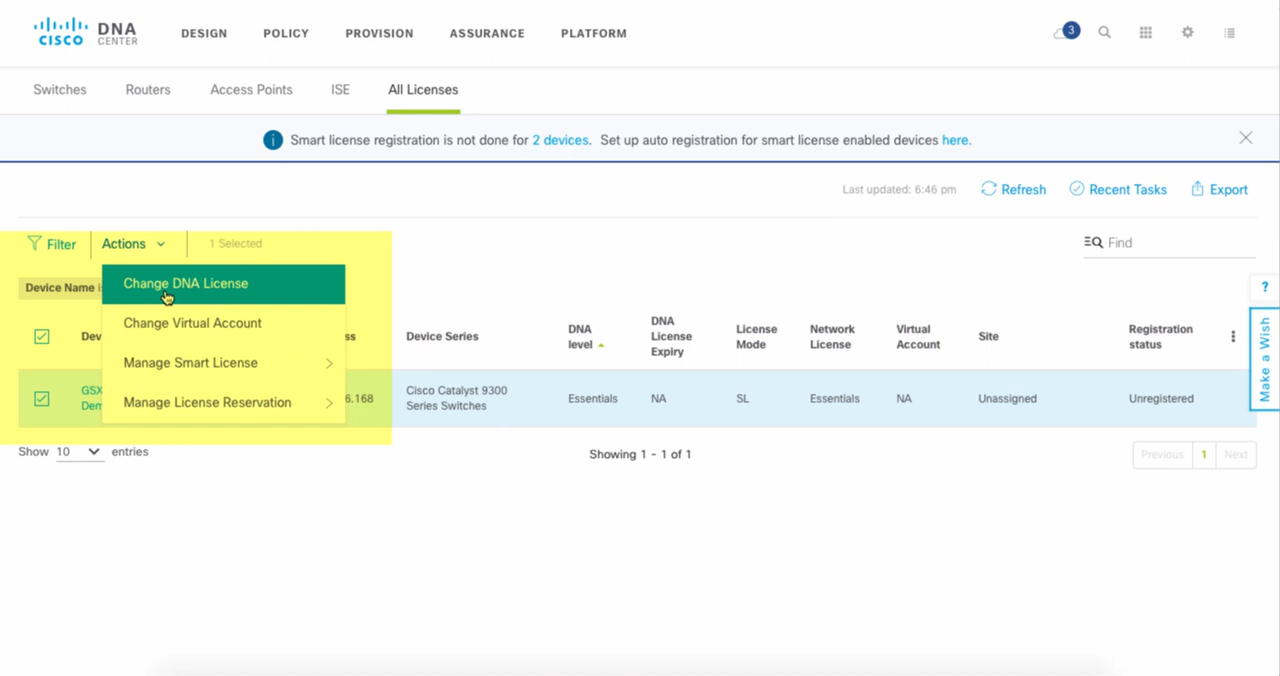 CISCO DNA CENTER DESIGN POLICY PROVISION ASSURANCE PLATFORM 3
Switches Routers Access Points ISE All Licenses
Smart license registration is not done for 2 devices. Set up auto registration for smart license enabled devices here.
Last updated: 6:46 pm Refresh Recent Tasks Export
Filter Actions 1 Selected Find
Change DNA License
Device Name
Change Virtual Account
Manage Smart License
Manage License Reservation
Device Series DNA level DNA License Expiry License Mode Network License Virtual Account Site Registration status
GSX 6.168 Cisco Catalyst 9300 Series Switches Essentials NA SL Essentials NA Unassigned Unregistered
Show 10 entries Showing 1 - 1 of 1 Previous 1 Next
?
Make a Wish